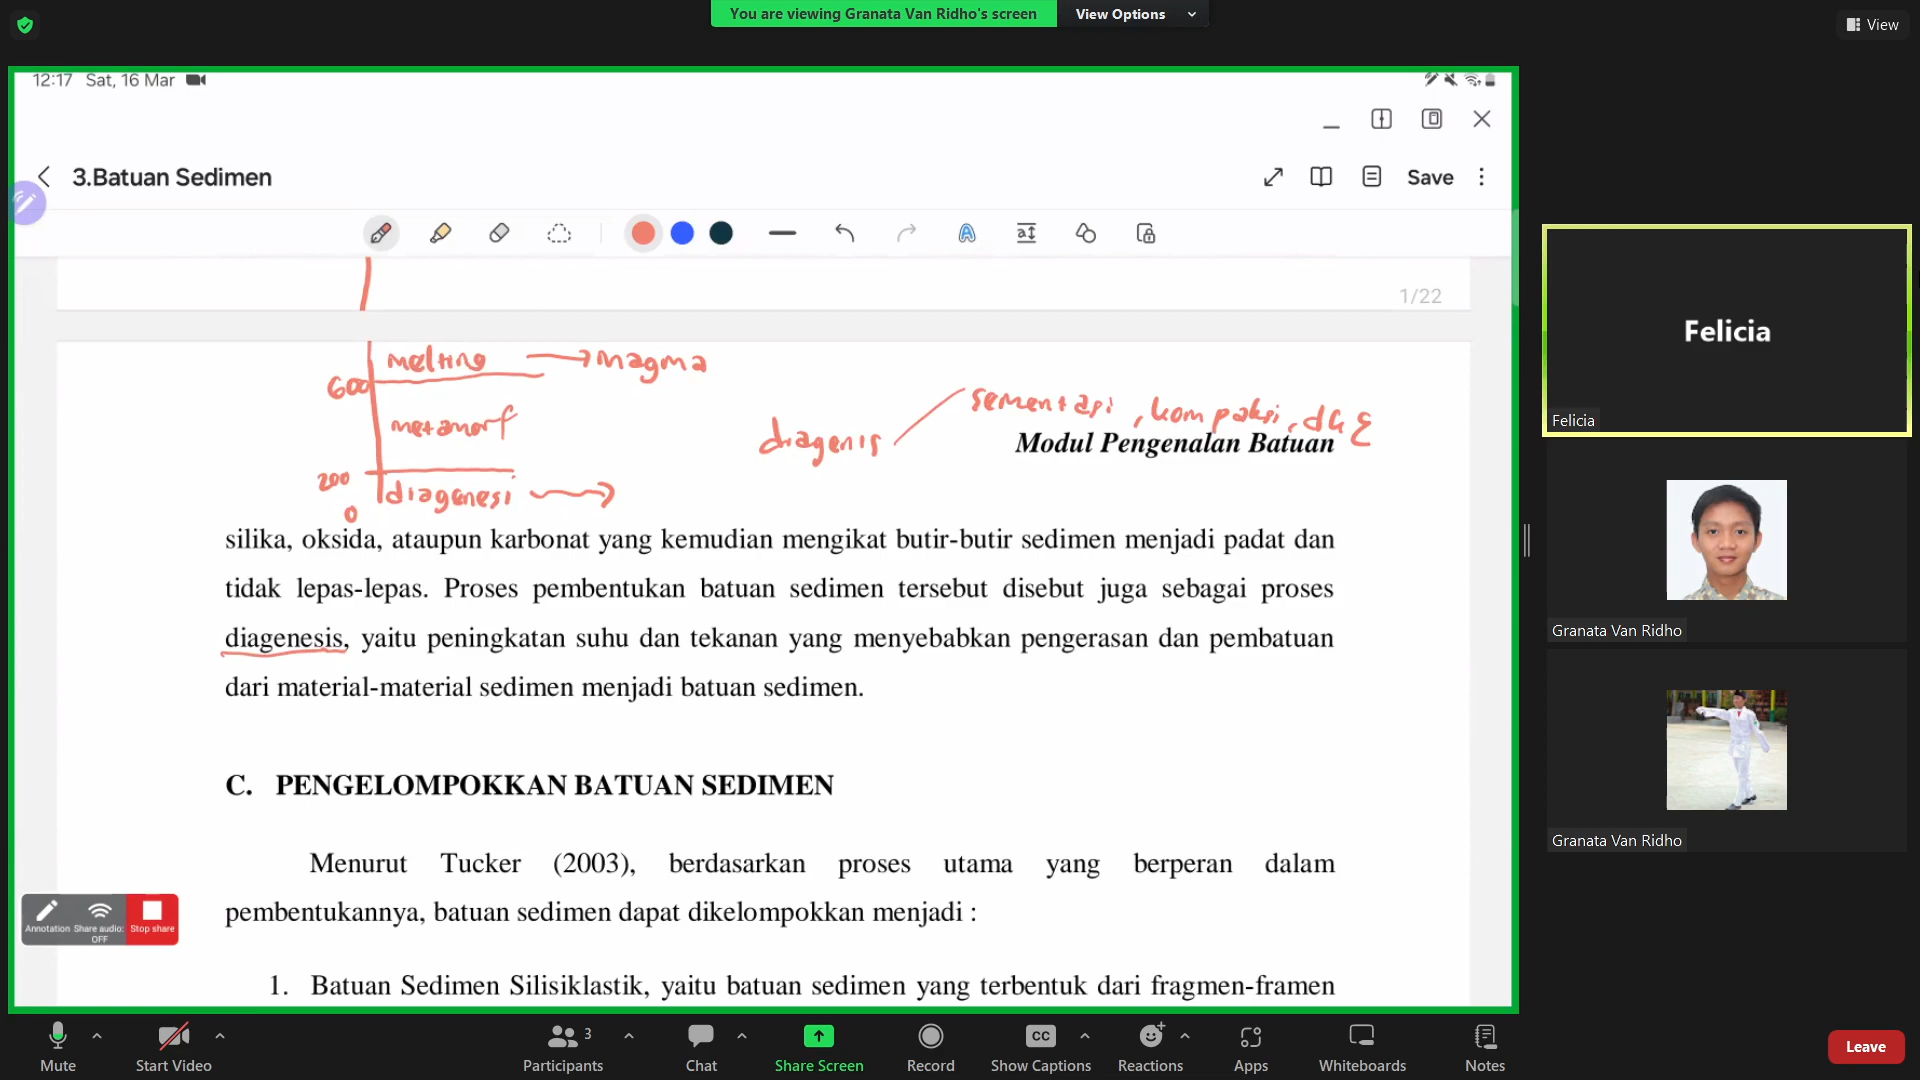 You are viewing Granata Van Ridho's screen
View Options
View
12:17 Sat, 16 Mar
3.Batuan Sedimen
Save
1/22
melting → magma
600
metamorf
200
diagenesi
0
diagenis
sementasi, kompaksi, dll
Modul Pengenalan Batuan
silika, oksida, ataupun karbonat yang kemudian mengikat butir-butir sedimen menjadi padat dan
tidak lepas-lepas. Proses pembentukan batuan sedimen tersebut disebut juga sebagai proses
diagenesis, yaitu peningkatan suhu dan tekanan yang menyebabkan pengerasan dan pembatuan
dari material-material sedimen menjadi batuan sedimen.
C. PENGELOMPOKKAN BATUAN SEDIMEN
Menurut Tucker (2003), berdasarkan proses utama yang berperan dalam
pembentukannya, batuan sedimen dapat dikelompokkan menjadi :
1. Batuan Sedimen Silisiklastik, yaitu batuan sedimen yang terbentuk dari fragmen-framen
Annotation
Share audio: OFF
Stop share
Felicia
Felicia
Granata Van Ridho
Granata Van Ridho
Mute
Start Video
Participants
3
Chat
Share Screen
Record
CC
Show Captions
Reactions
Apps
Whiteboards
Notes
Leave